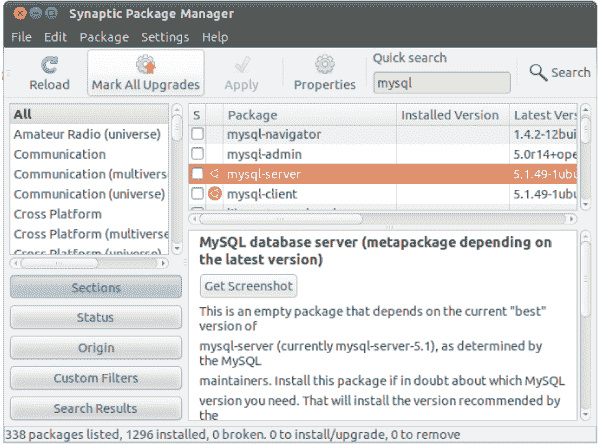 Synaptic Package Manager
File Edit Package Settings Help
Reload
Mark All Upgrades
Apply
Properties
Quick search
mysql
Search
All
Amateur Radio (universe)
Communication
Communication (multivers
Communication (universe)
Cross Platform
Cross Platform (multiverse
Cross Platform (universe)
S Package Installed Version Latest Vers
mysql-navigator 1.4.2-12bui
mysql-admin 5.0r14+ope
mysql-server 5.1.49-1ubu
mysql-client 5.1.49-1ubu
Sections
Status
Origin
Custom Filters
Search Results
MySQL database server (metapackage depending on
the latest version)
Get Screenshot
This is an empty package that depends on the current "best"
version of
mysql-server (currently mysql-server-5.1), as determined by
the MySQL
maintainers. Install this package if in doubt about which MySQL
version you need. That will install the version recommended by
the
338 packages listed, 1296 installed, 0 broken. 0 to install/upgrade, 0 to remove